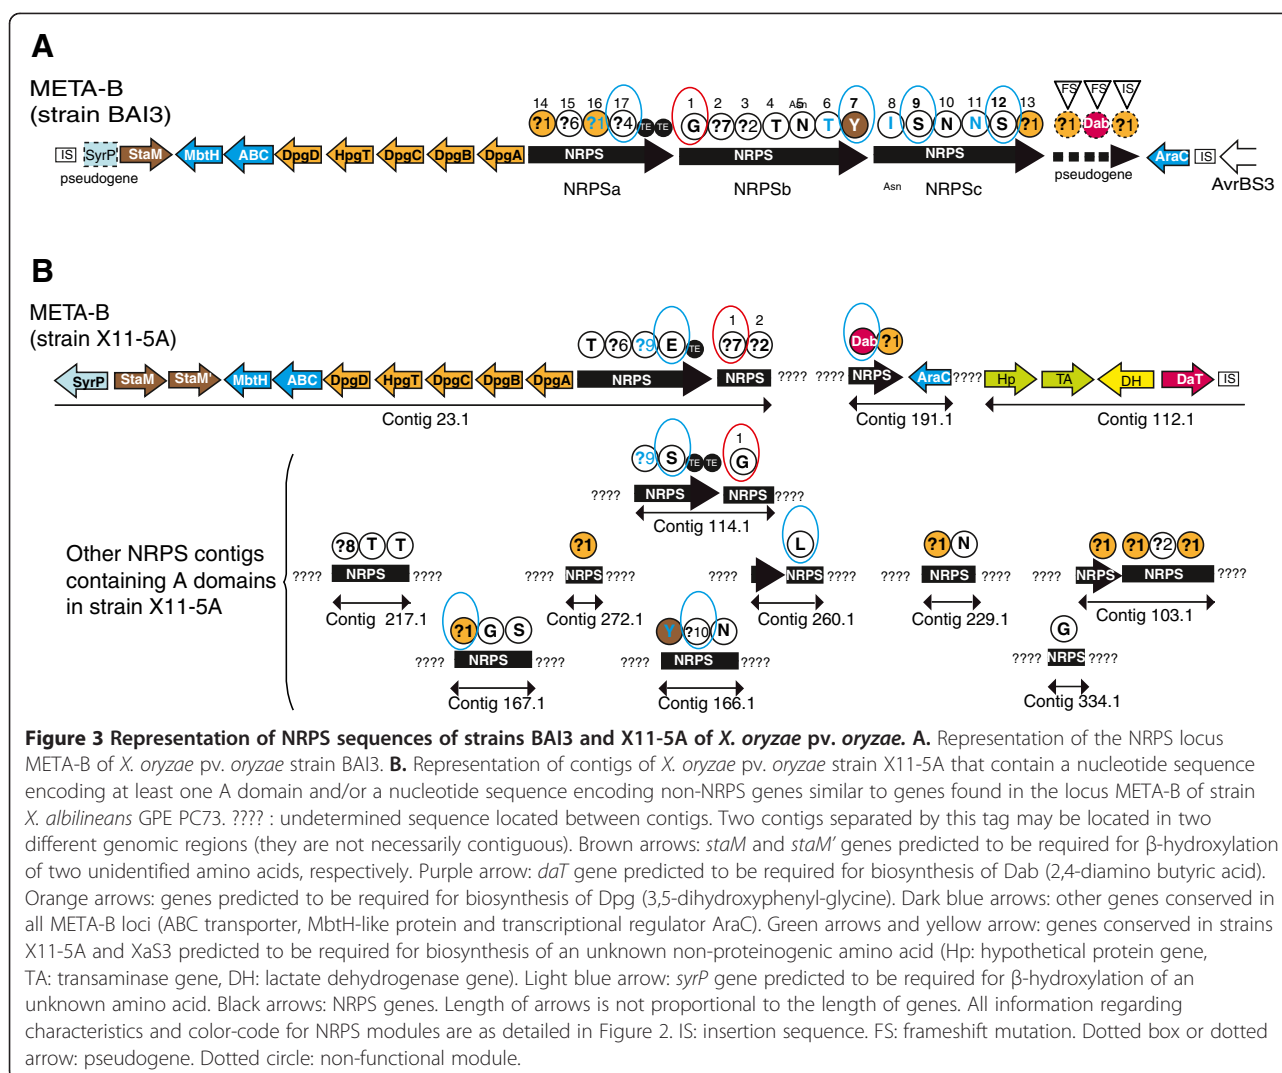 A
META-B
(strain BAI3)
14 15 16 17 1 2 3 4 Asn 5 6 7 8 9 10 11 12 13
FS FS IS
?1 ?6 ?1 ?4 TE TE G ?7 ?2 T N T Y I S N N S ?1 ?1 Dab ?1
IS SyrP StaM MbtH ABC DpgD HpgT DpgC DpgB DpgA NRPS NRPS NRPS AraC IS
pseudogene pseudogene
NRPSa NRPSb Asn NRPSc AvrBS3
B
META-B
(strain X11-5A)
1 2
T ?6 ?9 E TE ?7 ?2 Dab ?1
SyrP StaM StaM' MbtH ABC DpgD HpgT DpgC DpgB DpgA NRPS NRPS ???? ???? NRPS AraC ???? Hp TA DH DaT IS
Contig 23.1 Contig 191.1 Contig 112.1
1
?9 S TE TE G
???? NRPS NRPS ????
Contig 114.1
Other NRPS contigs
containing A domains
in strain X11-5A
?8 T T ?1 L ?1 N ?1 ?1 ?2 ?1
???? NRPS ???? ???? NRPS ???? ???? NRPS ???? ???? NRPS ???? ???? NRPS NRPS ????
Contig 217.1 Contig 272.1 Contig 260.1 Contig 229.1 Contig 103.1
?1 G S Y ?10 N G
???? NRPS ???? ???? NRPS ???? ???? NRPS ????
Contig 167.1 Contig 166.1 Contig 334.1
Figure 3 Representation of NRPS sequences of strains BAI3 and X11-5A of X. oryzae pv. oryzae. A. Representation of the NRPS locus
META-B of X. oryzae pv. oryzae strain BAI3. B. Representation of contigs of X. oryzae pv. oryzae strain X11-5A that contain a nucleotide sequence
encoding at least one A domain and/or a nucleotide sequence encoding non-NRPS genes similar to genes found in the locus META-B of strain
X. albilineans GPE PC73. ???? : undetermined sequence located between contigs. Two contigs separated by this tag may be located in two
different genomic regions (they are not necessarily contiguous). Brown arrows: staM and staM' genes predicted to be required for β-hydroxylation
of two unidentified amino acids, respectively. Purple arrow: daT gene predicted to be required for biosynthesis of Dab (2,4-diamino butyric acid).
Orange arrows: genes predicted to be required for biosynthesis of Dpg (3,5-dihydroxyphenyl-glycine). Dark blue arrows: other genes conserved in
all META-B loci (ABC transporter, MbtH-like protein and transcriptional regulator AraC). Green arrows and yellow arrow: genes conserved in strains
X11-5A and XaS3 predicted to be required for biosynthesis of an unknown non-proteinogenic amino acid (Hp: hypothetical protein gene,
TA: transaminase gene, DH: lactate dehydrogenase gene). Light blue arrow: syrP gene predicted to be required for β-hydroxylation of an
unknown amino acid. Black arrows: NRPS genes. Length of arrows is not proportional to the length of genes. All information regarding
characteristics and color-code for NRPS modules are as detailed in Figure 2. IS: insertion sequence. FS: frameshift mutation. Dotted box or dotted
arrow: pseudogene. Dotted circle: non-functional module.